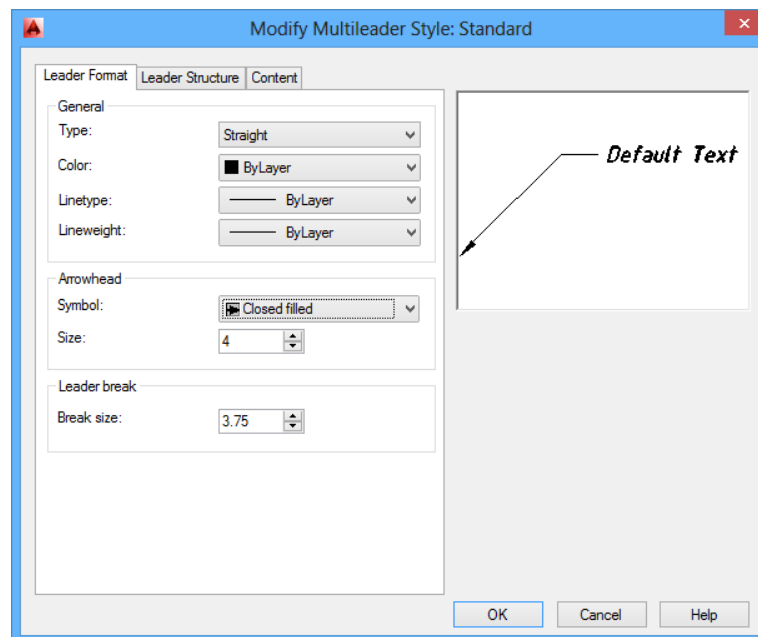 Modify Multileader Style: Standard
Leader Format Leader Structure Content
General
Type: Straight
Color: ByLayer
Linetype: ByLayer
Lineweight: ByLayer
Arrowhead
Symbol: Closed filled
Size: 4
Leader break
Break size: 3.75
Default Text
OK Cancel Help